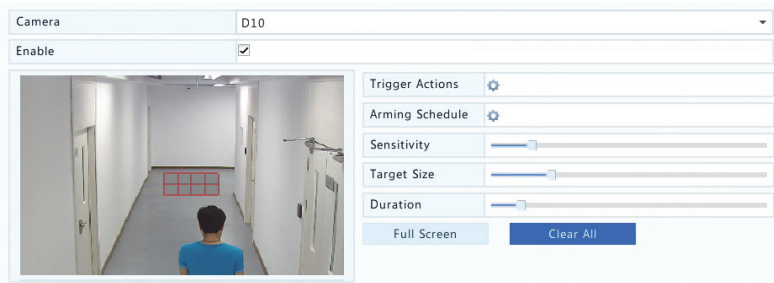 Camera
D10
Enable
Trigger Actions
Arming Schedule
Sensitivity
Target Size
Duration
Full Screen
Clear All